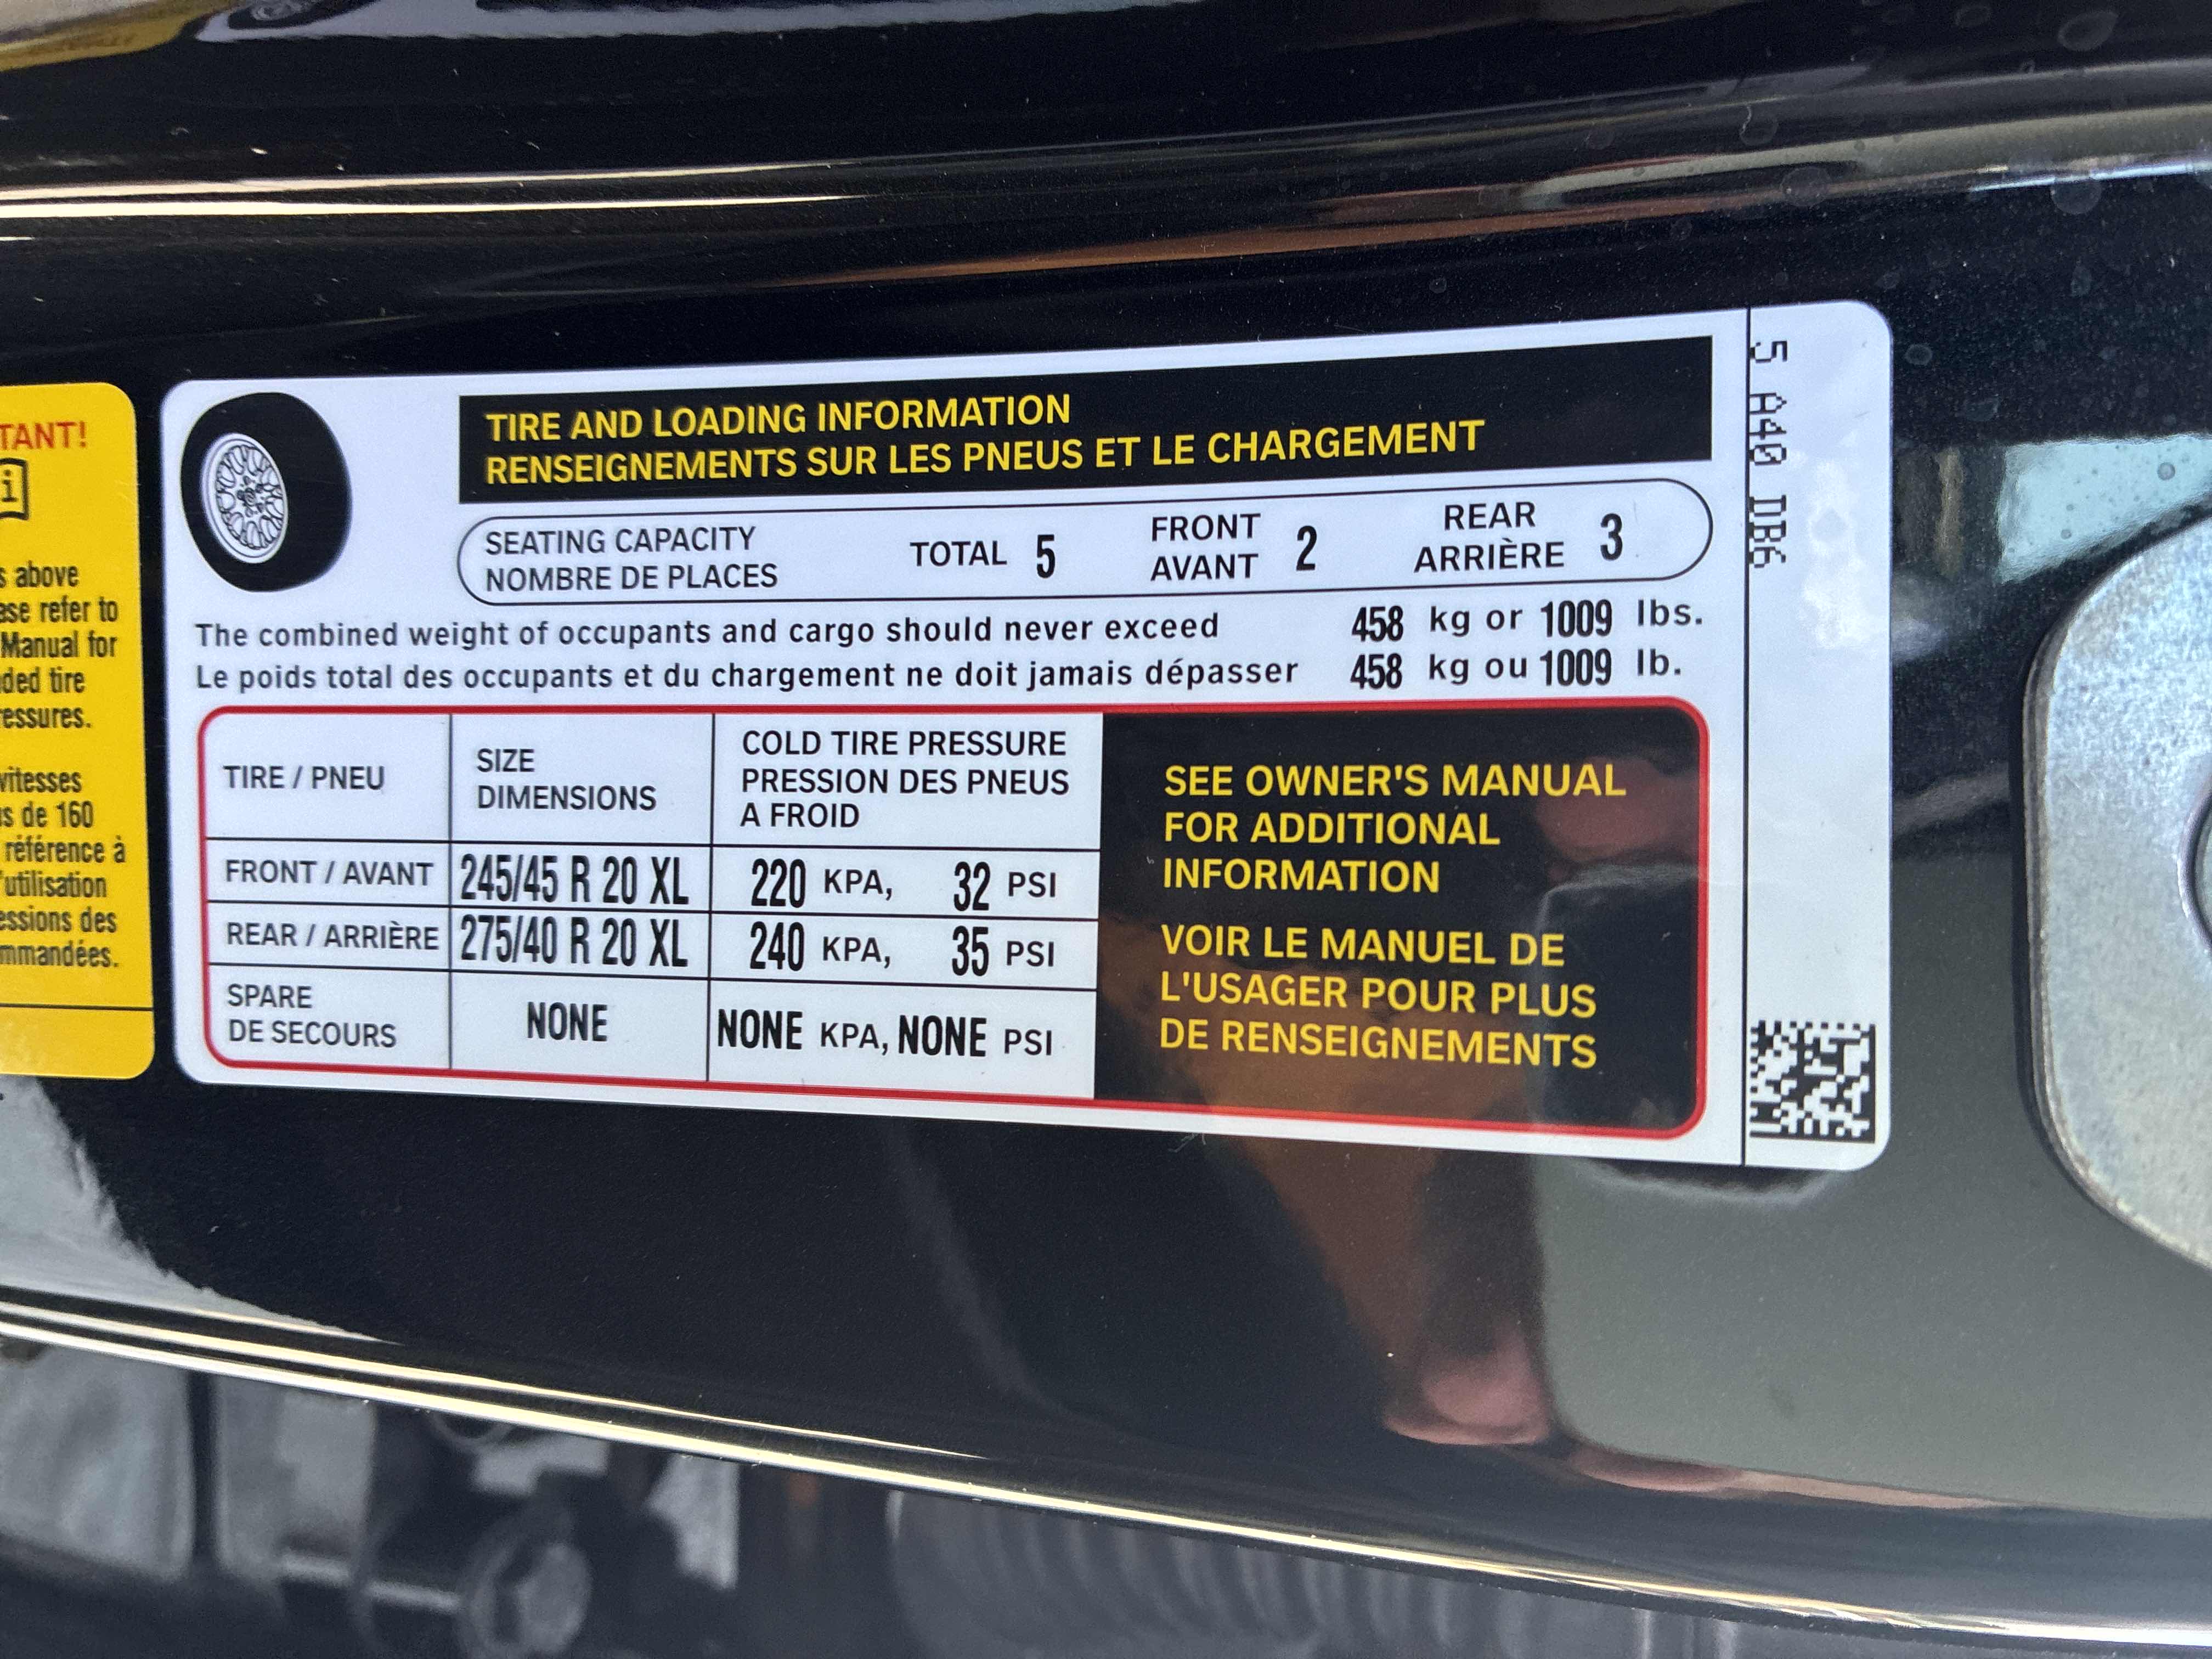 TANT!
i
s above
ase refer to
Manual for
ded tire
essures.
vitesses
s de 160
référence à
'utilisation
essions des
mmandées.
TIRE AND LOADING INFORMATION
RENSEIGNEMENTS SUR LES PNEUS ET LE CHARGEMENT
SEATING CAPACITY
NOMBRE DE PLACES
TOTAL 5
FRONT
AVANT
2
REAR
ARRIÈRE
3
The combined weight of occupants and cargo should never exceed 458 kg or 1009 lbs.
Le poids total des occupants et du chargement ne doit jamais dépasser 458 kg ou 1009 lb.
TIRE / PNEU
SIZE
DIMENSIONS
COLD TIRE PRESSURE
PRESSION DES PNEUS
A FROID
FRONT / AVANT 245/45 R 20 XL 220 KPA, 32 PSI
REAR / ARRIÈRE 275/40 R 20 XL 240 KPA, 35 PSI
SPARE
DE SECOURS
NONE
NONE KPA, NONE PSI
SEE OWNER'S MANUAL
FOR ADDITIONAL
INFORMATION
VOIR LE MANUEL DE
L'USAGER POUR PLUS
DE RENSEIGNEMENTS
5 A40 DB6